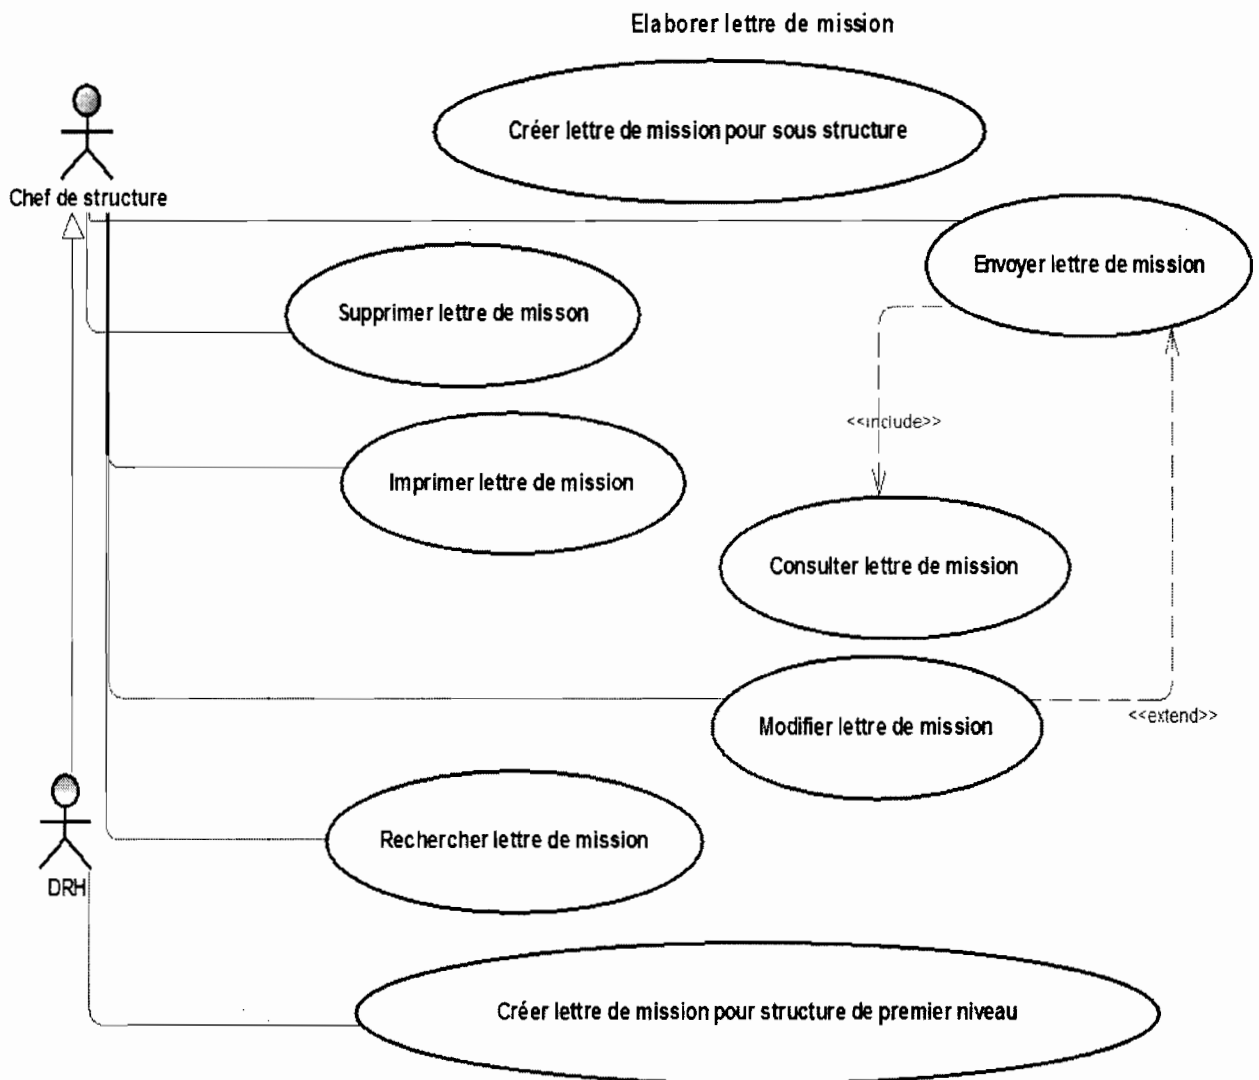 Elaborer lettre de mission
Créer lettre de mission pour sous structure
Chef de structure
Envoyer lettre de mission
Supprimer lettre de misson
<<include>>
Imprimer lettre de mission
Consulter lettre de mission
Modifier lettre de mission
<<extend>>
Rechercher lettre de mission
DRH
Créer lettre de mission pour structure de premier niveau